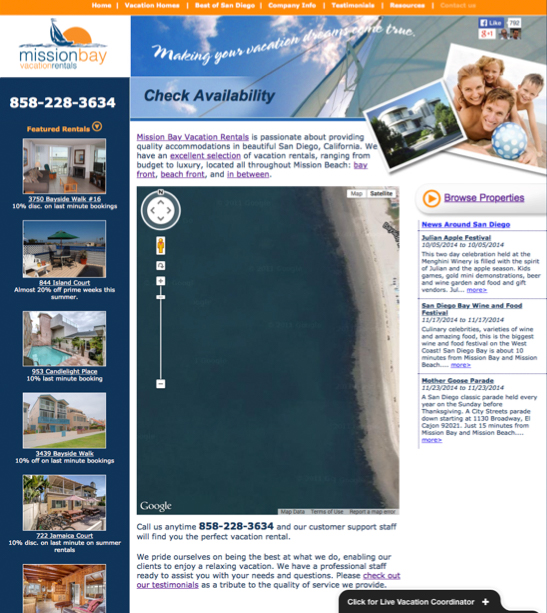 Home | Vacation Homes | Best of San Diego | Company Info | Testimonials | Resources | Contact us
missionbay
vacationrentals
Making your vacation dreams come true.
Like 792
g+1
858-228-3634
Check Availability
Featured Rentals
3750 Bayside Walk #16
10% disc. on last minute bookings
844 Island Court
Almost 20% off prime weeks this
summer.
953 Candlelight Place
10% last minute booking
3439 Bayside Walk
10% off on last minute bookings
722 Jamaica Court
10% disc. on last minute on summer
rentals
Mission Bay Vacation Rentals is passionate about providing
quality accommodations in beautiful San Diego, California. We
have an excellent selection of vacation rentals, ranging from
budget to luxury, located all throughout Mission Beach: bay
front, beach front, and in between.
N
Map Satellite
Google
Map Data Terms of Use Report a map error
Call us anytime 858-228-3634 and our customer support staff
will find you the perfect vacation rental.
We pride ourselves on being the best at what we do, enabling our
clients to enjoy a relaxing vacation. We have a professional staff
ready to assist you with your needs and questions. Please check out
our testimonials as a tribute to the quality of service we provide.
Browse Properties
News Around San Diego
Julian Apple Festival
10/05/2014 to 10/05/2014
This two day celebration held at the
Menghini Winery is filled with the spirit
of Julian and the apple season. Kids
games, gold mini demonstrations, beer
and wine garden and food and gift
vendors. Jul... more>
San Diego Bay Wine and Food
Festival
11/17/2014 to 11/17/2014
Culinary celebrities, varieties of wine
and amazing food, this is the biggest
wine and food festival on the West
Coast! San Diego Bay is about 10
minutes from Mission Bay and Mission
Beach.... more>
Mother Goose Parade
11/23/2014 to 11/23/2014
A San Diego classic parade held every
year on the Sunday before
Thanksgiving. A City Streets parade
down starting at 1130 Broadway, El
Cajon 92021. Just 15 minutes from
Mission Bay and Mission Beach....
more>
Click for Live Vacation Coordinator +